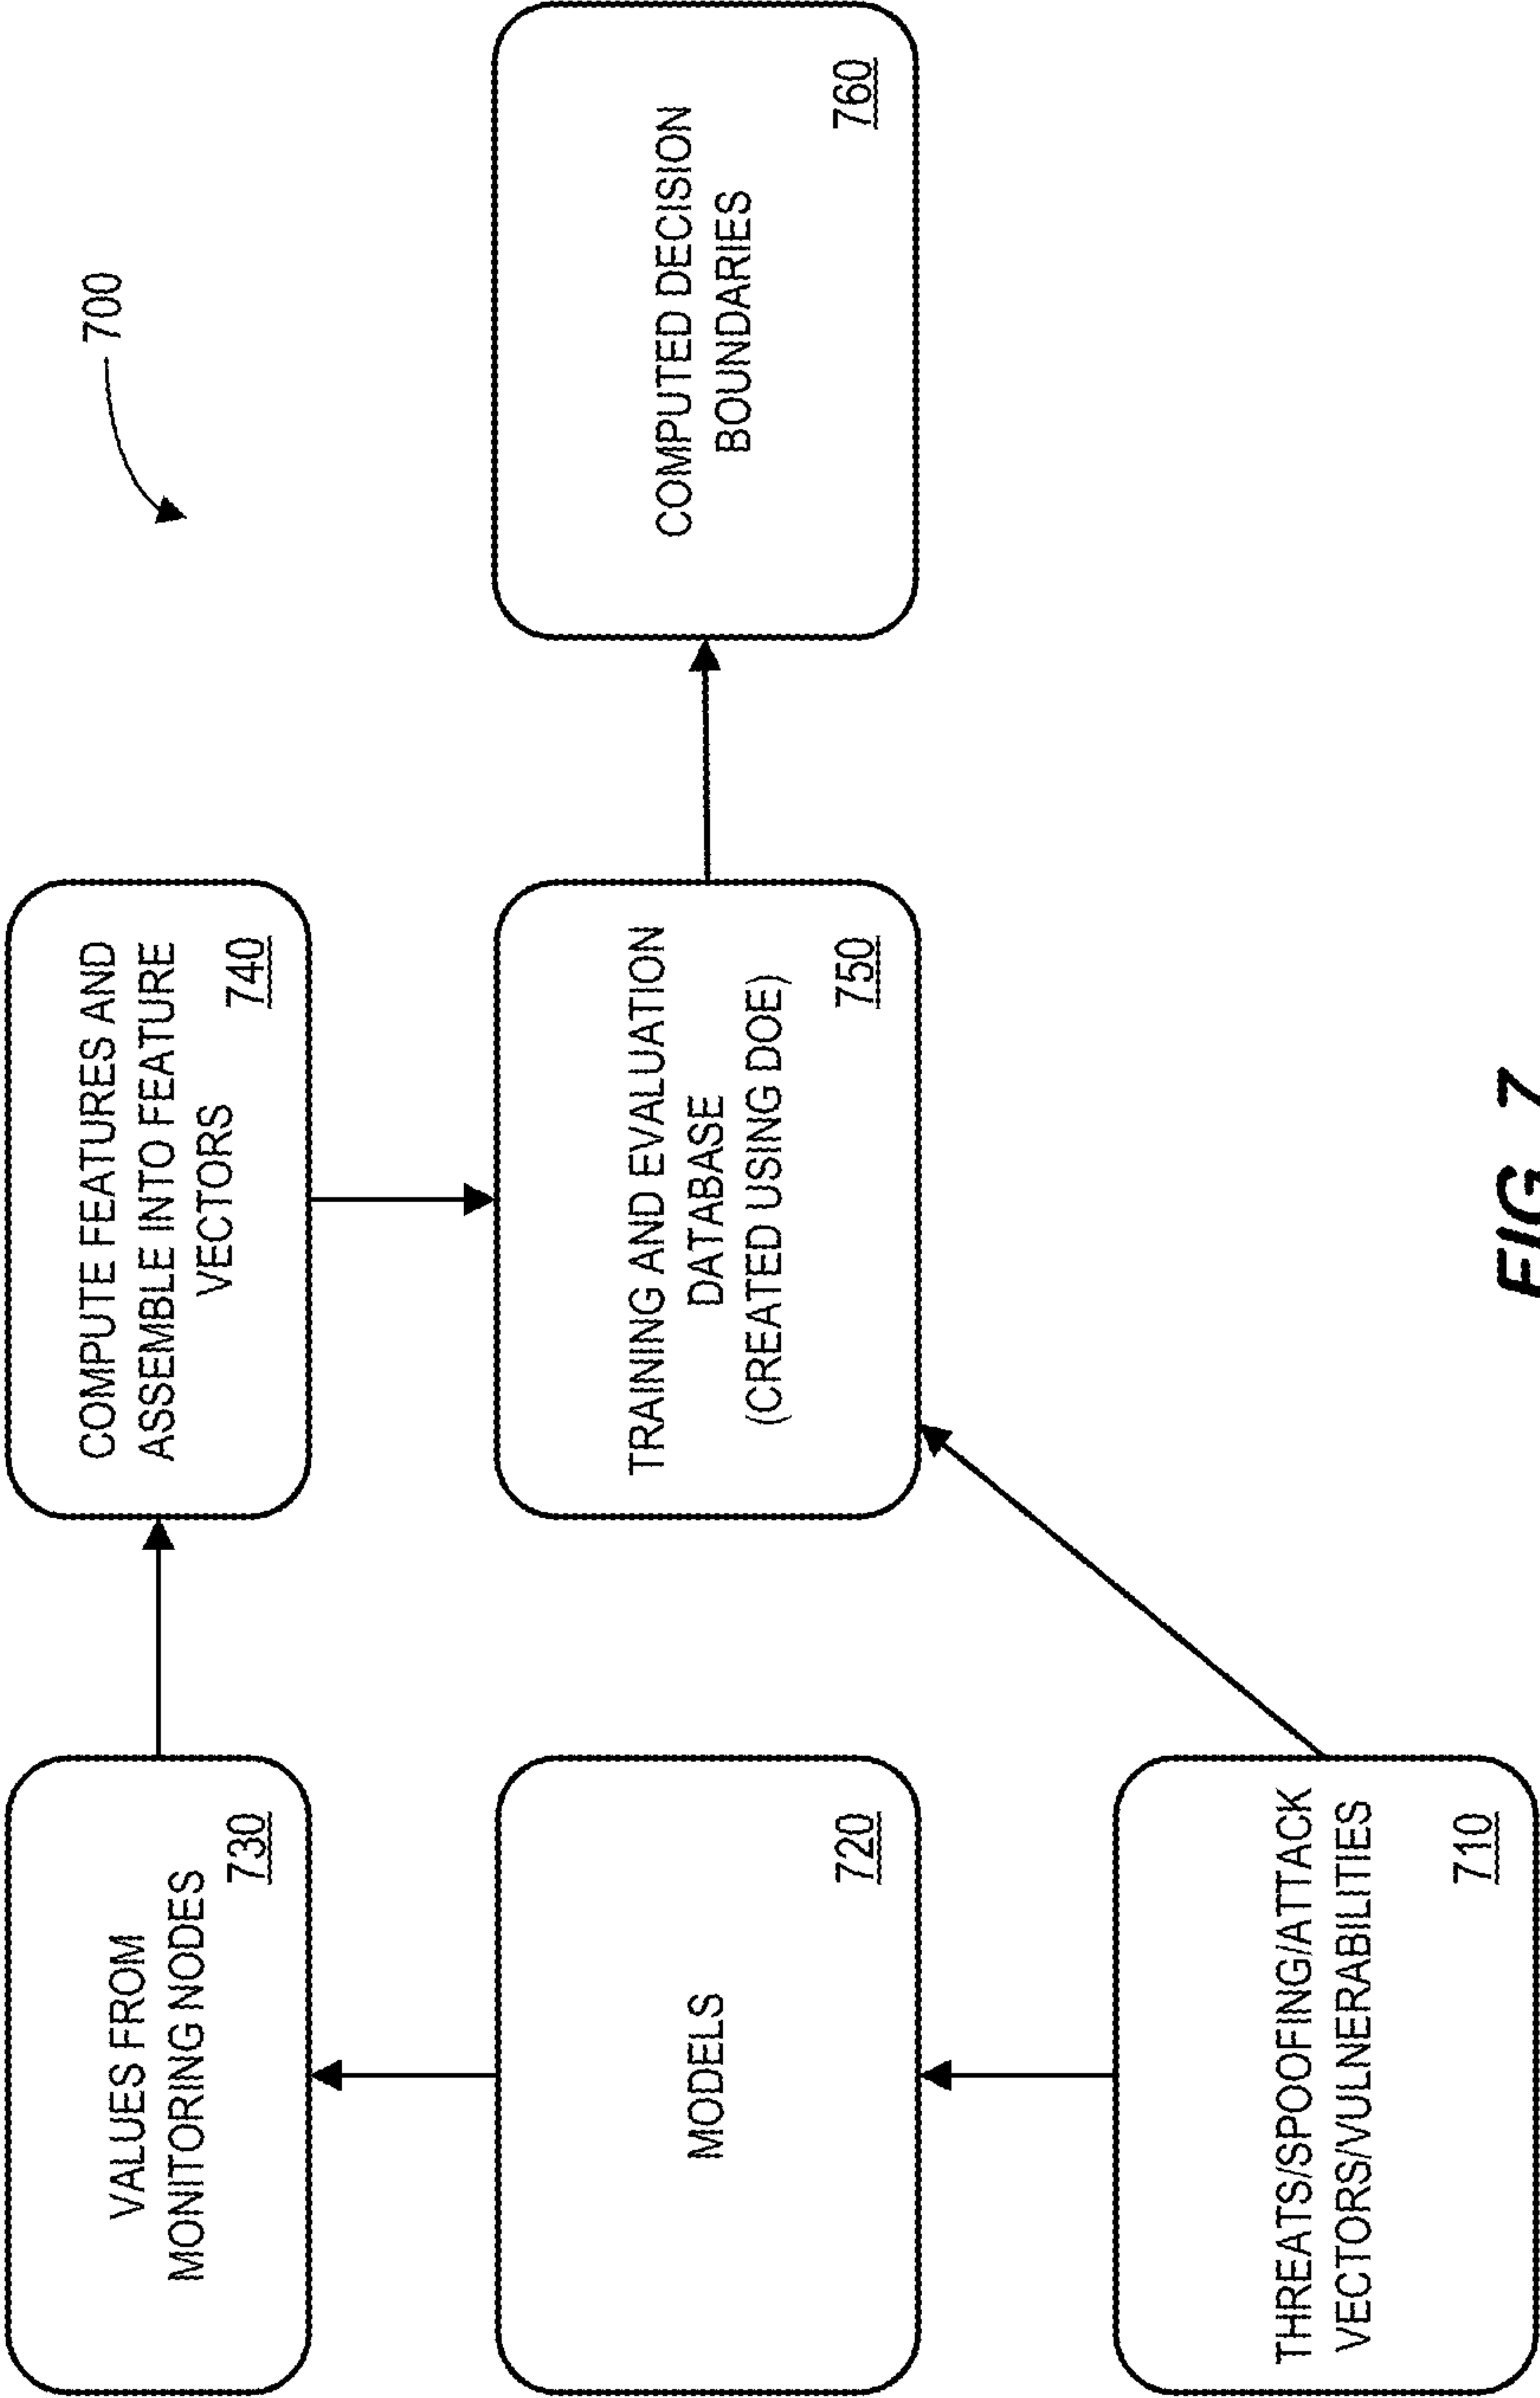 700
VALUES FROM
MONITORING NODES
730
COMPUTE FEATURES AND
ASSEMBLE INTO FEATURE
VECTORS
740
MODELS
720
TRAINING AND EVALUATION
DATABASE
(CREATED USING DOE)
750
COMPUTED DECISION
BOUNDARIES
760
THREATS/SPOOFING/ATTACK
VECTORS/VULNERABILITIES
710
FIG. 7